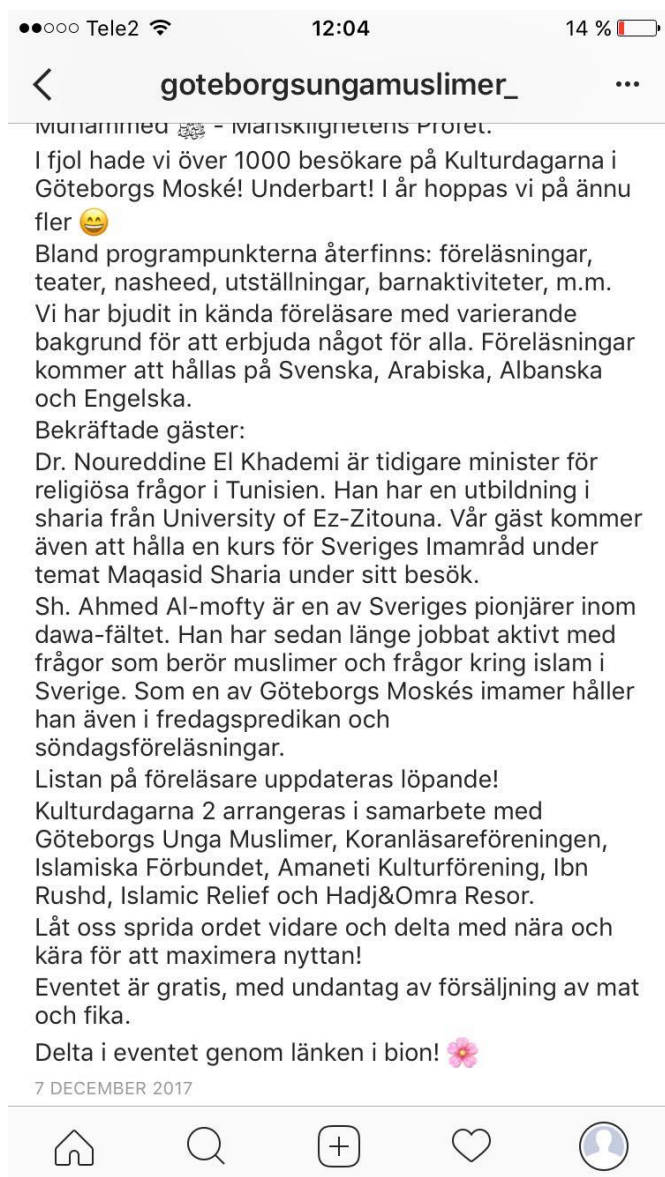 Tele2 12:04 14 %
goteborgsungamuslimer_
Muhammed ﷺ - Mänsklighetens Profet.
I fjol hade vi över 1000 besökare på Kulturdagarna i
Göteborgs Moské! Underbart! I år hoppas vi på ännu
fler 😄
Bland programpunkterna återfinns: föreläsningar,
teater, nasheed, utställningar, barnaktiviteter, m.m.
Vi har bjudit in kända föreläsare med varierande
bakgrund för att erbjuda något för alla. Föreläsningar
kommer att hållas på Svenska, Arabiska, Albanska
och Engelska.
Bekräftade gäster:
Dr. Noureddine El Khademi är tidigare minister för
religiösa frågor i Tunisien. Han har en utbildning i
sharia från University of Ez-Zitouna. Vår gäst kommer
även att hålla en kurs för Sveriges Imamråd under
temat Maqasid Sharia under sitt besök.
Sh. Ahmed Al-mofty är en av Sveriges pionjärer inom
dawa-fältet. Han har sedan länge jobbat aktivt med
frågor som berör muslimer och frågor kring islam i
Sverige. Som en av Göteborgs Moskés imamer håller
han även i fredagspredikan och
söndagsföreläsningar.
Listan på föreläsare uppdateras löpande!
Kulturdagarna 2 arrangeras i samarbete med
Göteborgs Unga Muslimer, Koranläsareföreningen,
Islamiska Förbundet, Amaneti Kulturförening, Ibn
Rushd, Islamic Relief och Hadj&Omra Resor.
Låt oss sprida ordet vidare och delta med nära och
kära för att maximera nyttan!
Eventet är gratis, med undantag av försäljning av mat
och fika.
Delta i eventet genom länken i bion! 🌸
7 DECEMBER 2017